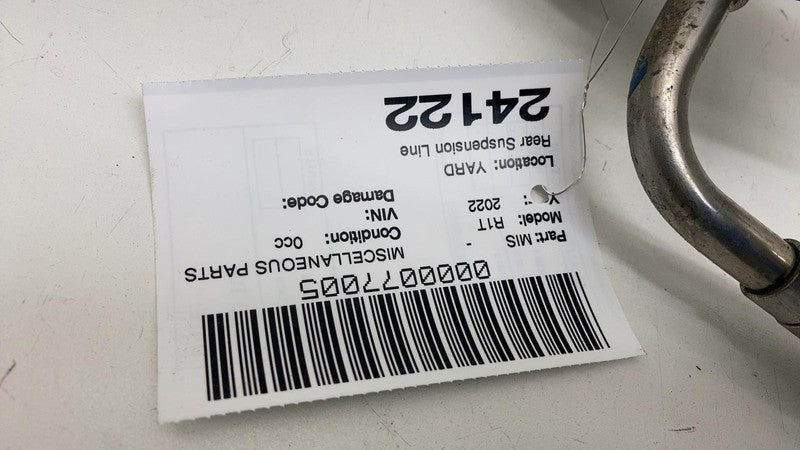 0000077005
MISCELLANEOUS PARTS
Part: MIS -
Condition: 0cc
Model: R1T
VIN:
2022
Damage Code:
Location: YARD
Rear Suspension Line
24122